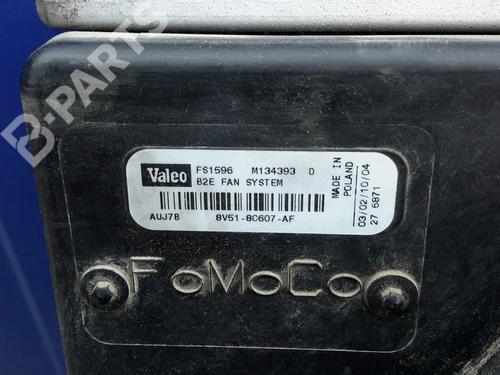 B-PARTS
Valeo FS1596 M134393 D
B2E FAN SYSTEM
AUJ7B 8V51-8C607-AF
MADE IN
POLAND
03/02/10/04
27 6871
FoMoCo